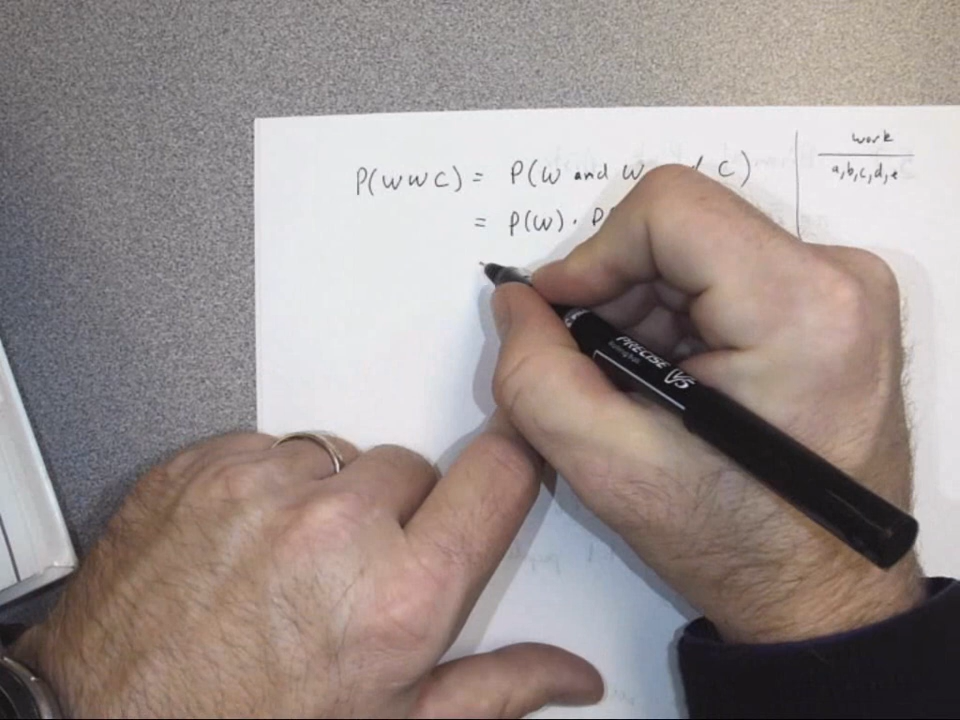 P(WWC) = P(W and W C)
= P(W) · P
work
a,b,c,d,e
PRECISE V5